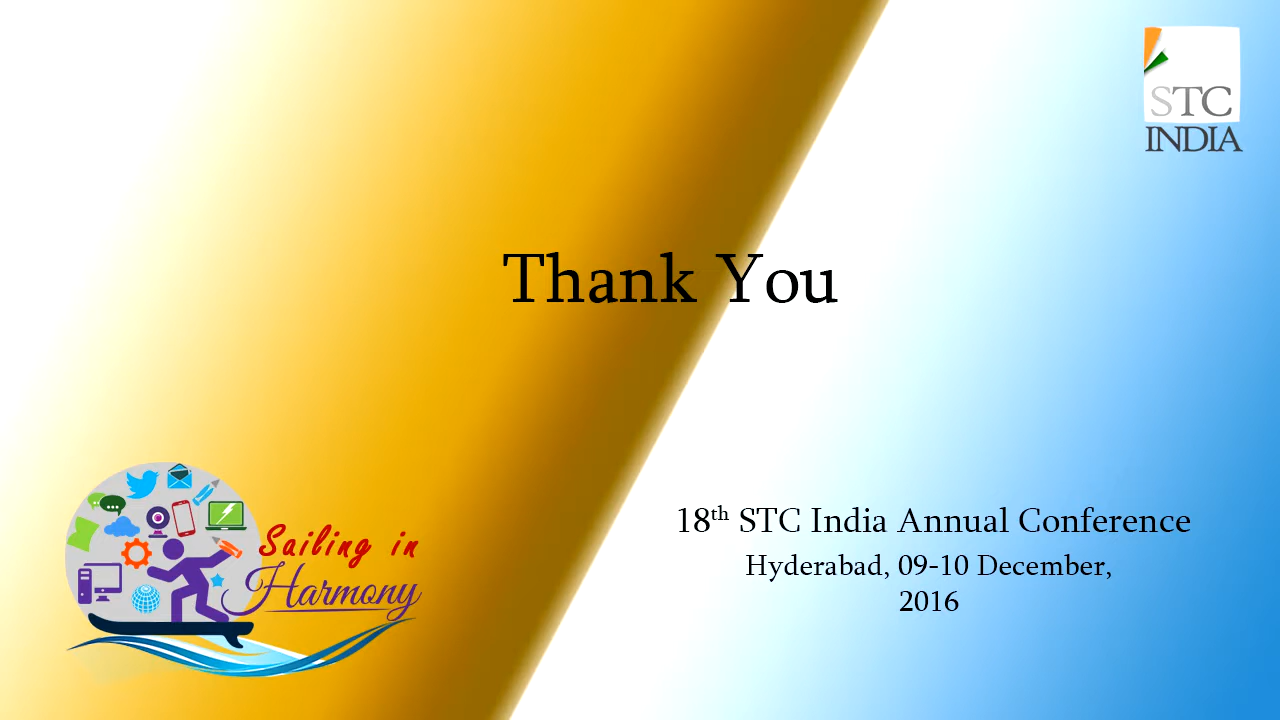 STC
INDIA
Thank You
Sailing in
Harmony
18th STC India Annual Conference
Hyderabad, 09-10 December,
2016